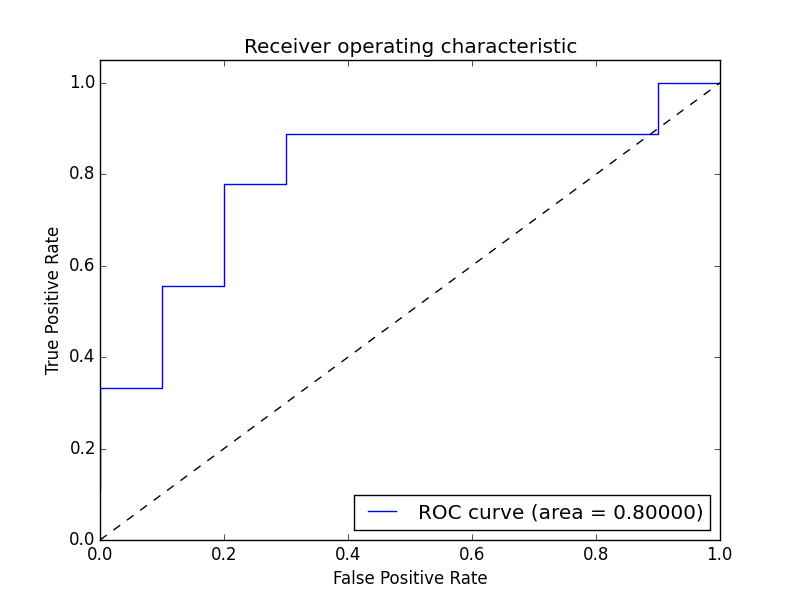 Receiver operating characteristic
True Positive Rate
1.0
0.8
0.6
0.4
0.2
0.0
ROC curve (area = 0.80000)
0.0 0.2 0.4 0.6 0.8 1.0
False Positive Rate